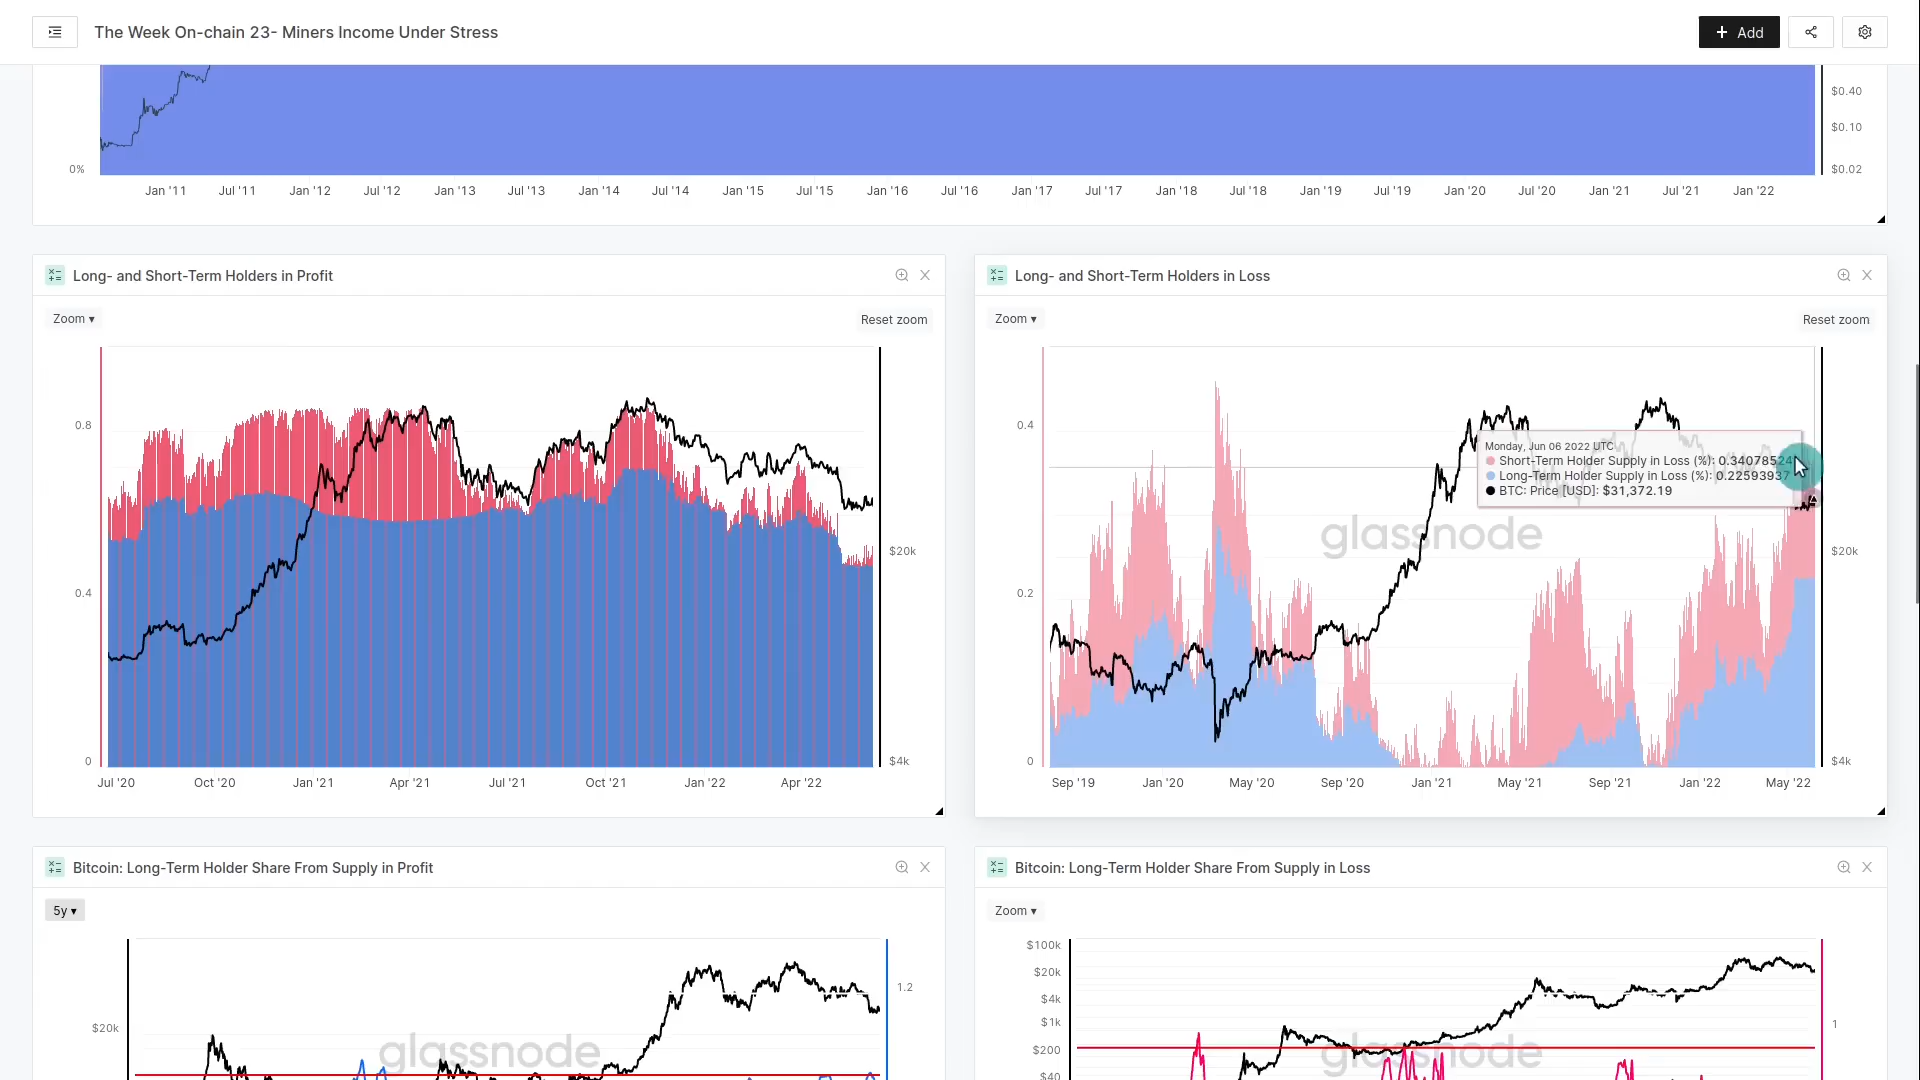 The Week On-chain 23- Miners Income Under Stress
+ Add
$0.40
$0.10
0%
$0.02
Jan '11 Jul '11 Jan '12 Jul '12 Jan '13 Jul '13 Jan '14 Jul '14 Jan '15 Jul '15 Jan '16 Jul '16 Jan '17 Jul '17 Jan '18 Jul '18 Jan '19 Jul '19 Jan '20 Jul '20 Jan '21 Jul '21 Jan '22
Long- and Short-Term Holders in Profit
Zoom ▾
Reset zoom
0.8
$20k
0.4
0
$4k
Jul '20 Oct '20 Jan '21 Apr '21 Jul '21 Oct '21 Jan '22 Apr '22
Long- and Short-Term Holders in Loss
Zoom ▾
Reset zoom
0.4
Monday, Jun 06 2022 UTC
Short-Term Holder Supply in Loss (%): 0.34078524
Long-Term Holder Supply in Loss (%): 0.22593937
BTC: Price [USD]: $31,372.19
glassnode
$20k
0.2
0
$4k
Sep '19 Jan '20 May '20 Sep '20 Jan '21 May '21 Sep '21 Jan '22 May '22
Bitcoin: Long-Term Holder Share From Supply in Profit
5y ▾
1.2
$20k
glassnode
Bitcoin: Long-Term Holder Share From Supply in Loss
Zoom ▾
$100k
$20k
$4k
$1k
1
$200
glassnode
$40